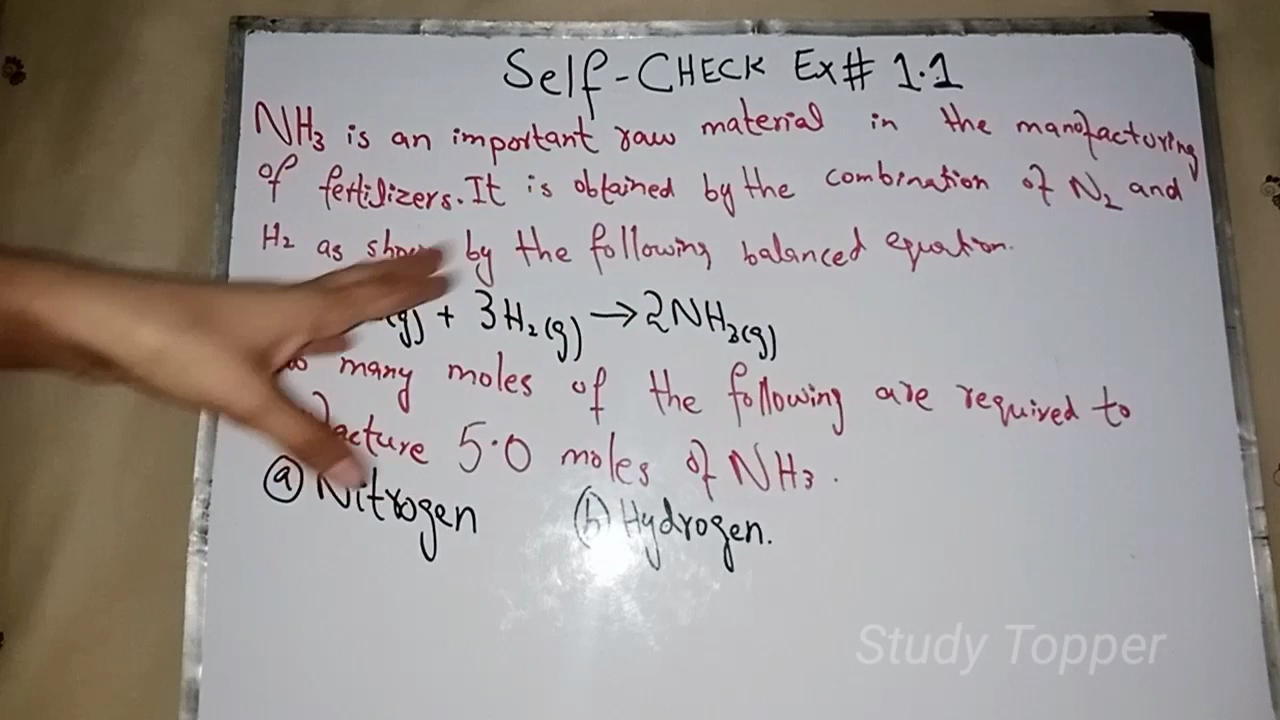 Self-CHECK Ex# 1.1
NH₃ is an important raw material in the manofacturing
of fertilizers. It is obtained by the combination of N₂ and
H₂ as by the following balanced equation.
(g) + 3H₂(g) → 2NH₃(g)
many moles of the following are required to
5.0 moles of NH₃.
(a) Nitrogen (b) Hydrogen.
Study Topper